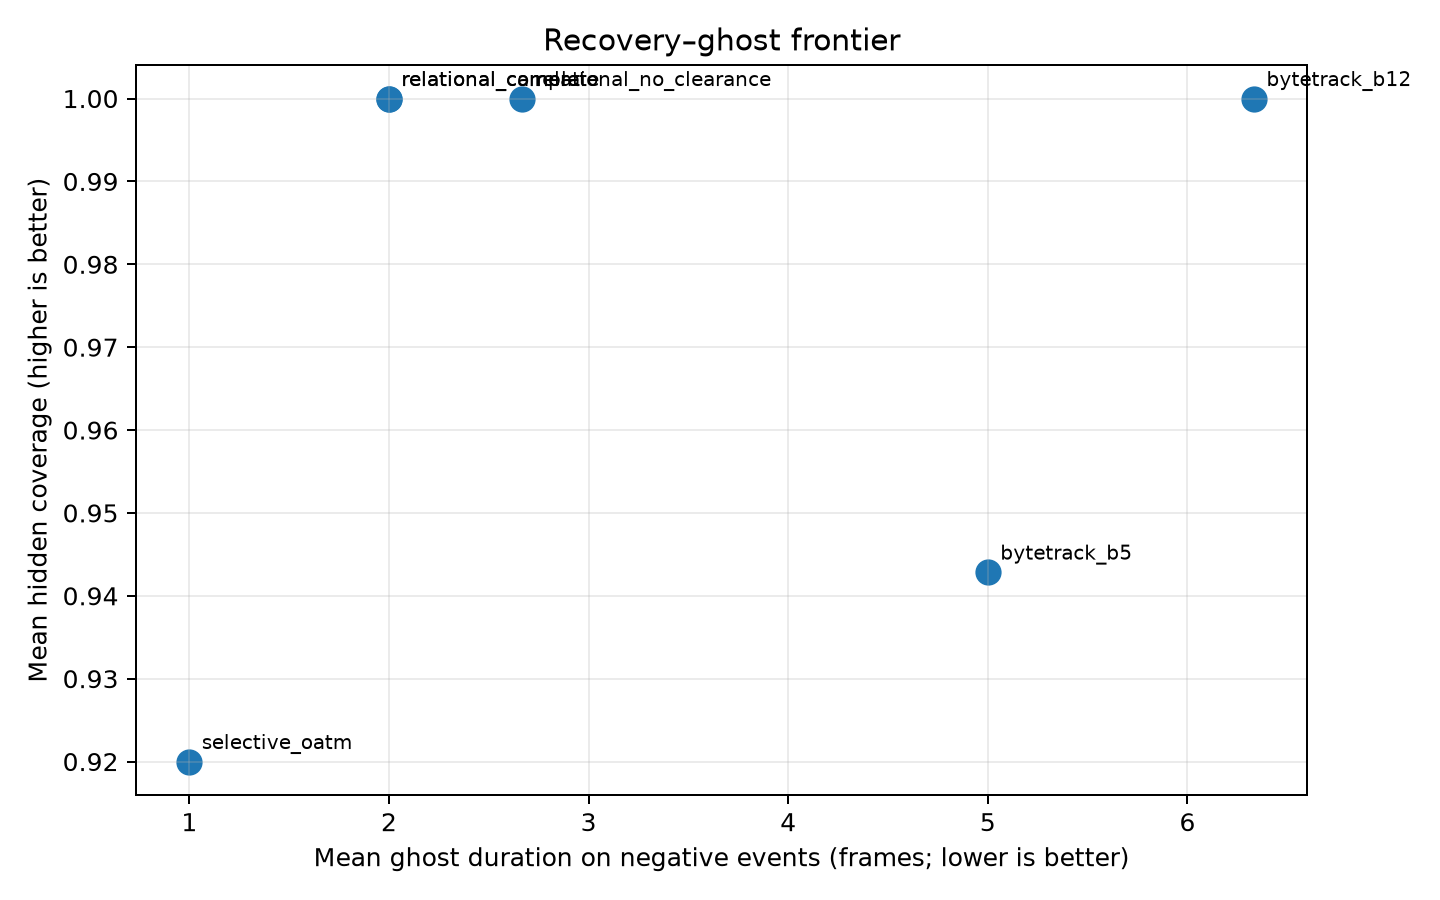 Recovery–ghost frontier
relational_no_clearance
bytetrack_b12
bytetrack_b5
selective_oatm
1.00
0.99
0.98
0.97
0.96
0.95
0.94
0.93
0.92
Mean hidden coverage (higher is better)
1 2 3 4 5 6
Mean ghost duration on negative events (frames; lower is better)